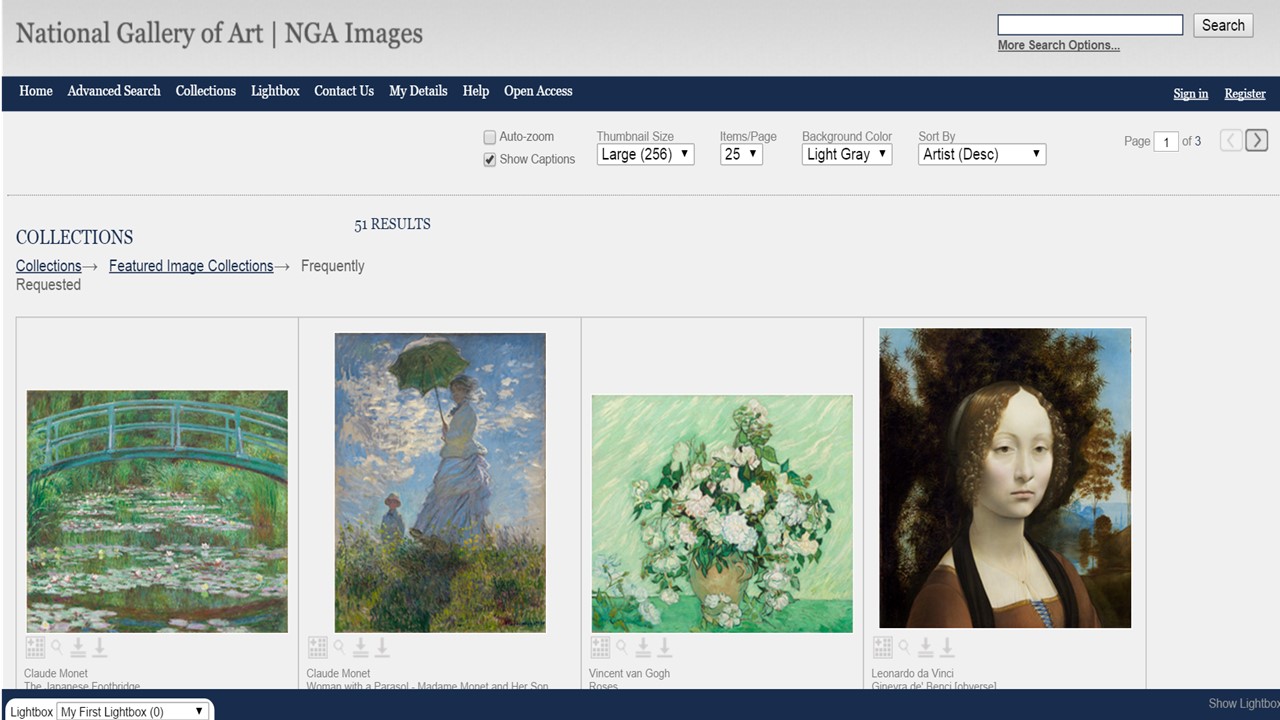 National Gallery of Art | NGA Images
Search
More Search Options...
Home Advanced Search Collections Lightbox Contact Us My Details Help Open Access
Sign in Register
Auto-zoom
Show Captions
Thumbnail Size
Large (256)
Items/Page
25
Background Color
Light Gray
Sort By
Artist (Desc)
Page 1 of 3
51 RESULTS
COLLECTIONS
Collections→ Featured Image Collections→ Frequently
Requested
Claude Monet
The Japanese Footbridge
Claude Monet
Woman with a Parasol - Madame Monet and Her Son
Vincent van Gogh
Roses
Leonardo da Vinci
Ginevra de' Benci [obverse]
Lightbox My First Lightbox (0)
Show Lightbox